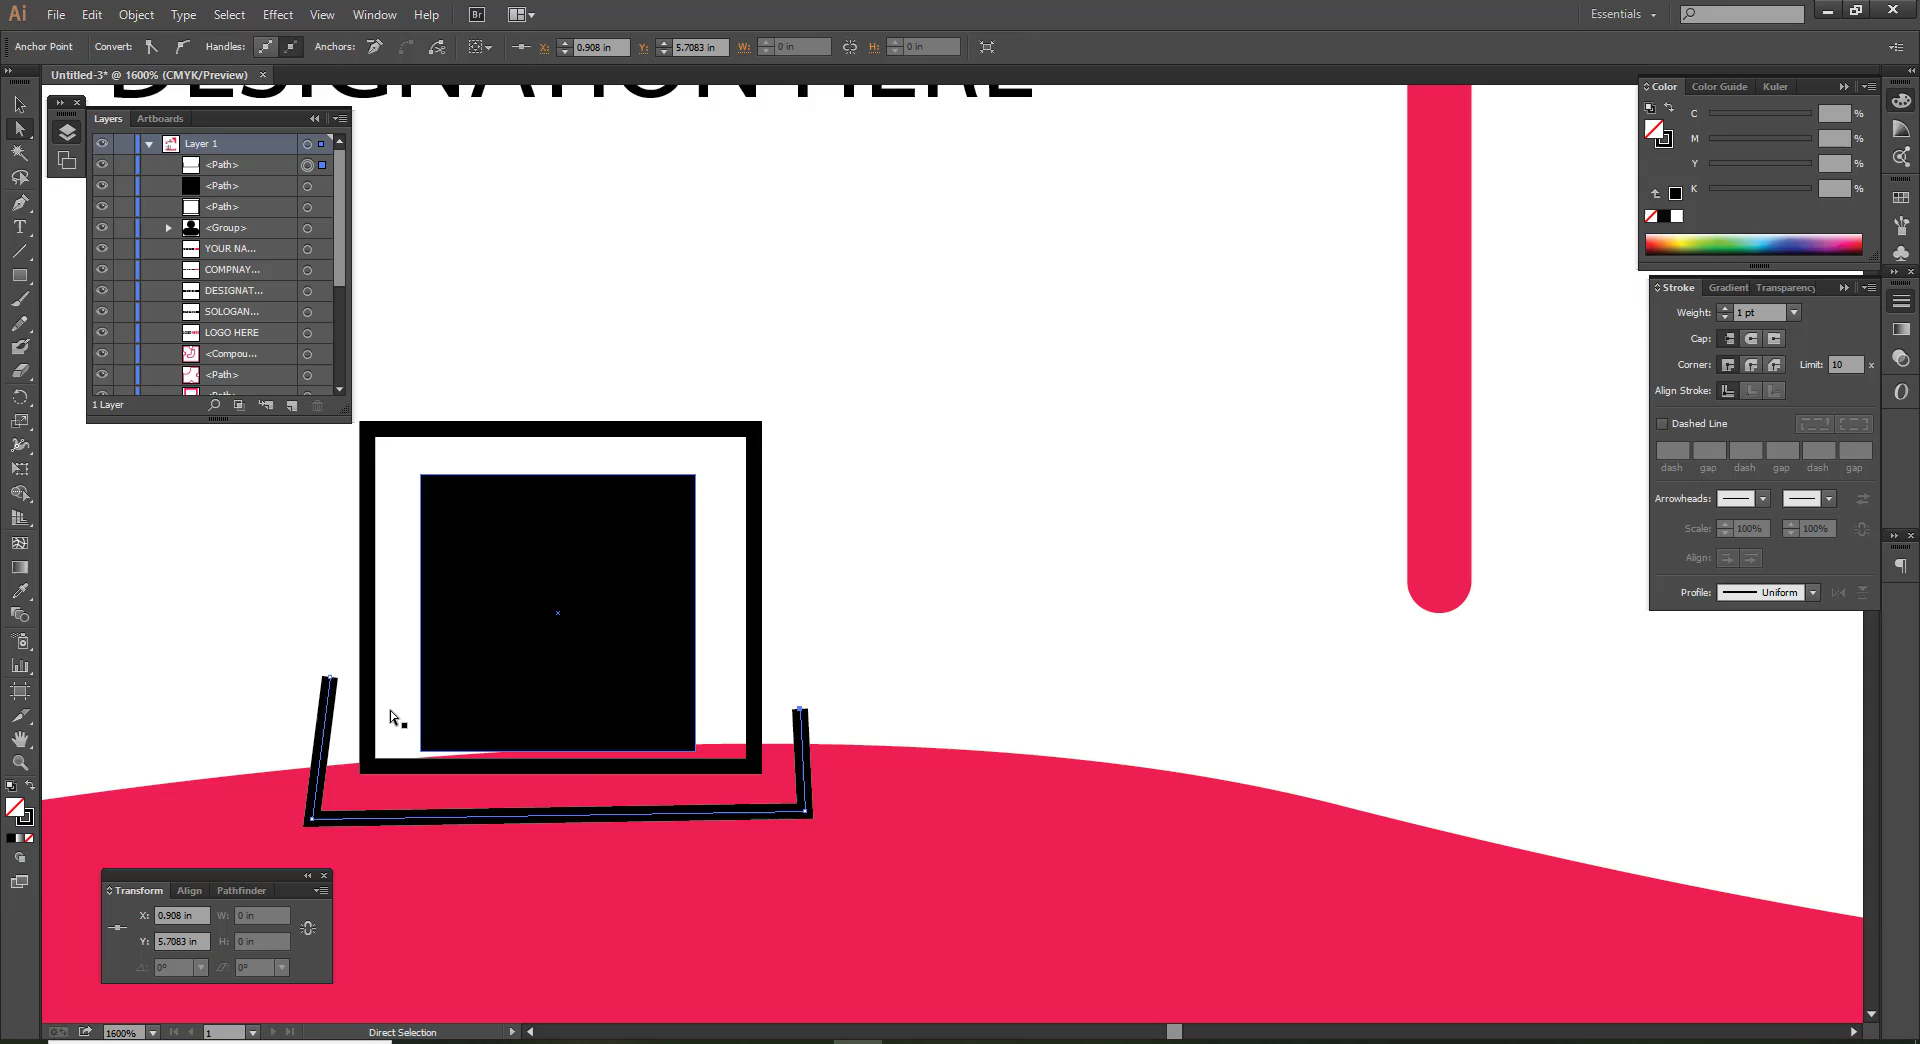 Ai File Edit Object Type Select Effect View Window Help Br Essentials
Anchor Point Convert: Handles: Anchors: X: 0.908 in Y: 5.7083 in W: 0 in H: 0 in
Untitled-3* @ 1600% (CMYK/Preview)
DESIGNATION HERE
Layers Artboards
Layer 1
<Path>
<Path>
<Path>
<Group>
YOUR NA...
COMPNAY...
DESIGNAT...
SOLOGAN...
LOGO HERE
<Compou...
<Path>
1 Layer
Color Color Guide Kuler
C %
M %
Y %
K %
Stroke Gradient Transparency
Weight: 1 pt
Cap:
Corner: Limit: 10 x
Align Stroke:
Dashed Line
dash gap dash gap dash gap
Arrowheads:
Scale: 100% 100%
Align:
Profile: Uniform
Transform Align Pathfinder
X: 0.908 in W: 0 in
Y: 5.7083 in H: 0 in
0° 0°
1600% 1 Direct Selection